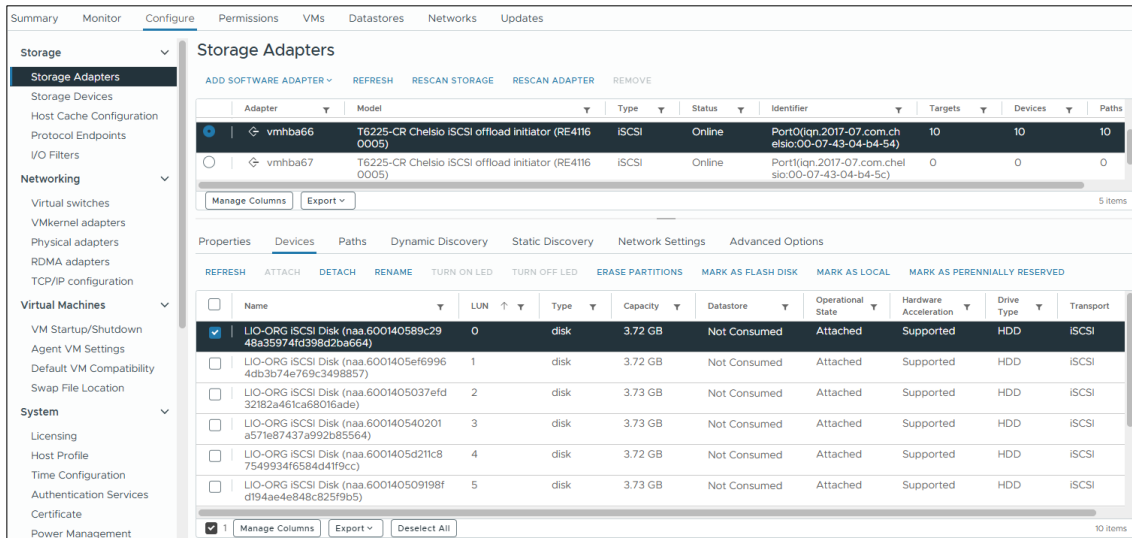 Summary Monitor Configure Permissions VMs Datastores Networks Updates
Storage
Storage Adapters
Storage Devices
Host Cache Configuration
Protocol Endpoints
I/O Filters
Networking
Virtual switches
VMkernel adapters
Physical adapters
RDMA adapters
TCP/IP configuration
Virtual Machines
VM Startup/Shutdown
Agent VM Settings
Default VM Compatibility
Swap File Location
System
Licensing
Host Profile
Time Configuration
Authentication Services
Certificate
Power Management
Storage Adapters
ADD SOFTWARE ADAPTER REFRESH RESCAN STORAGE RESCAN ADAPTER REMOVE
Adapter Model Type Status Identifier Targets Devices Paths
vmhba66 T6225-CR Chelsio iSCSI offload initiator (RE4116 iSCSI Online Port0(iqn.2017-07.com.ch 10 10 10
0005) elsio:00-07-43-04-b4-54)
vmhba67 T6225-CR Chelsio iSCSI offload initiator (RE4116 iSCSI Online Port1(iqn.2017-07.com.chel 0 0 0
0005) sio:00-07-43-04-b4-5c)
Manage Columns Export 5 items
Properties Devices Paths Dynamic Discovery Static Discovery Network Settings Advanced Options
REFRESH ATTACH DETACH RENAME TURN ON LED TURN OFF LED ERASE PARTITIONS MARK AS FLASH DISK MARK AS LOCAL MARK AS PERENNIALLY RESERVED
Name LUN Type Capacity Datastore Operational State Hardware Acceleration Drive Type Transport
LIO-ORG iSCSI Disk (naa.600140589c29 0 disk 3.72 GB Not Consumed Attached Supported HDD iSCSI
48a35974fd398d2ba664)
LIO-ORG iSCSI Disk (naa.6001405ef6996 1 disk 3.72 GB Not Consumed Attached Supported HDD iSCSI
4db3b74e769c3498857)
LIO-ORG iSCSI Disk (naa.6001405037efd 2 disk 3.73 GB Not Consumed Attached Supported HDD iSCSI
32182a461ca68016ade)
LIO-ORG iSCSI Disk (naa.600140540201 3 disk 3.73 GB Not Consumed Attached Supported HDD iSCSI
a571e87437a992b85564)
LIO-ORG iSCSI Disk (naa.6001405d211c8 4 disk 3.72 GB Not Consumed Attached Supported HDD iSCSI
7549934f6584d41f9cc)
LIO-ORG iSCSI Disk (naa.600140509198f 5 disk 3.73 GB Not Consumed Attached Supported HDD iSCSI
d194ae4e848c825f9b5)
1 Manage Columns Export Deselect All 10 items